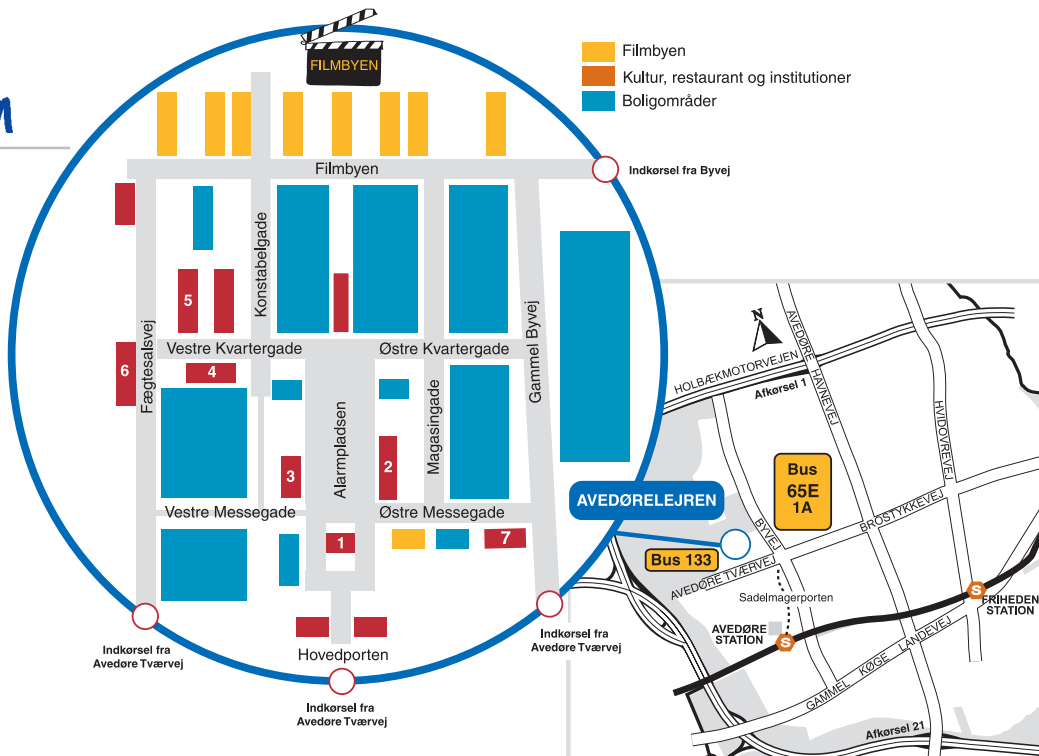 FILMBYEN
Filmbyen
Kultur, restaurant og institutioner
Boligområder
Filmbyen
Indkørsel fra Byvej
Konstabelgade
5
Fægtesalsvej
6
Vestre Kvartergade
Østre Kvartergade
Gammel Byvej
4
Alarmpladsen
Magasingade
3
2
Vestre Messegade
Østre Messegade
1
7
Hovedporten
Indkørsel fra
Avedøre Tværvej
Indkørsel fra
Avedøre Tværvej
Indkørsel fra
Avedøre Tværvej
N
AVEDØRE HAVNEVEJ
HOLBÆKMOTORVEJEN
Afkørsel 1
HVIDOVREVEJ
Bus
65E
1A
AVEDØRELEJREN
BYVEJ
BROSTYKKEVEJ
Bus 133
AVEDØRE TVÆRVEJ
Sadelmagerporten
S
FRIHEDEN
STATION
AVEDØRE
STATION
S
GAMMEL KØGE LANDEVEJ
Afkørsel 21